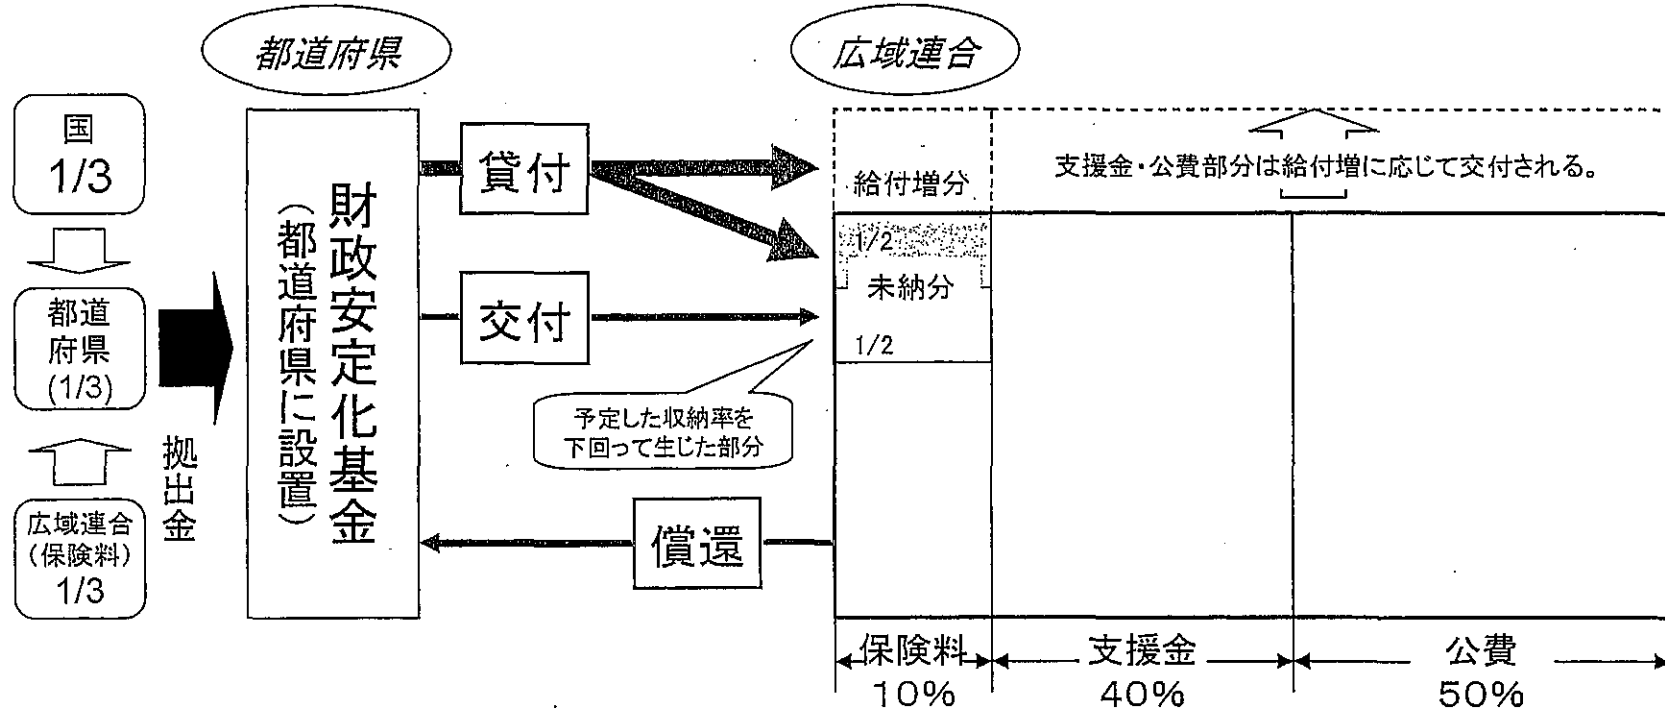 都道府県
広域連合
国
1/3
都道
府県
(1/3)
広域連合
(保険料)
1/3
拠出金
財政安定化基金
(都道府県に設置)
貸付
交付
償還
給付増分
支援金・公費部分は給付増に応じて交付される。
1/2
未納分
1/2
予定した収納率を
下回って生じた部分
保険料
10%
支援金
40%
公費
50%